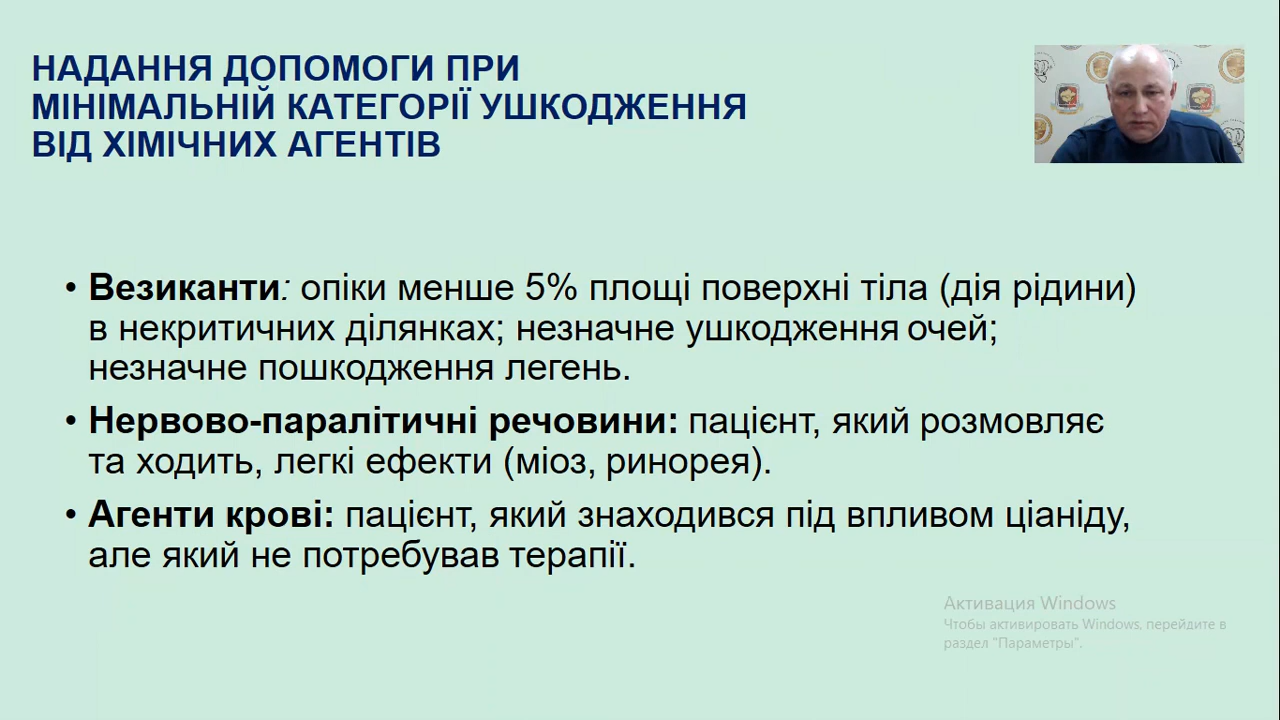 НАДАННЯ ДОПОМОГИ ПРИ
МІНІМАЛЬНІЙ КАТЕГОРІЇ УШКОДЖЕННЯ
ВІД ХІМІЧНИХ АГЕНТІВ
• Везиканти: опіки менше 5% площі поверхні тіла (дія рідини)
в некритичних ділянках; незначне ушкодження очей;
незначне пошкодження легень.
• Нервово-паралітичні речовини: пацієнт, який розмовляє
та ходить, легкі ефекти (міоз, ринорея).
• Агенти крові: пацієнт, який знаходився під впливом ціаніду,
але який не потребував терапії.
Активация Windows
Чтобы активировать Windows, перейдите в
раздел "Параметры".